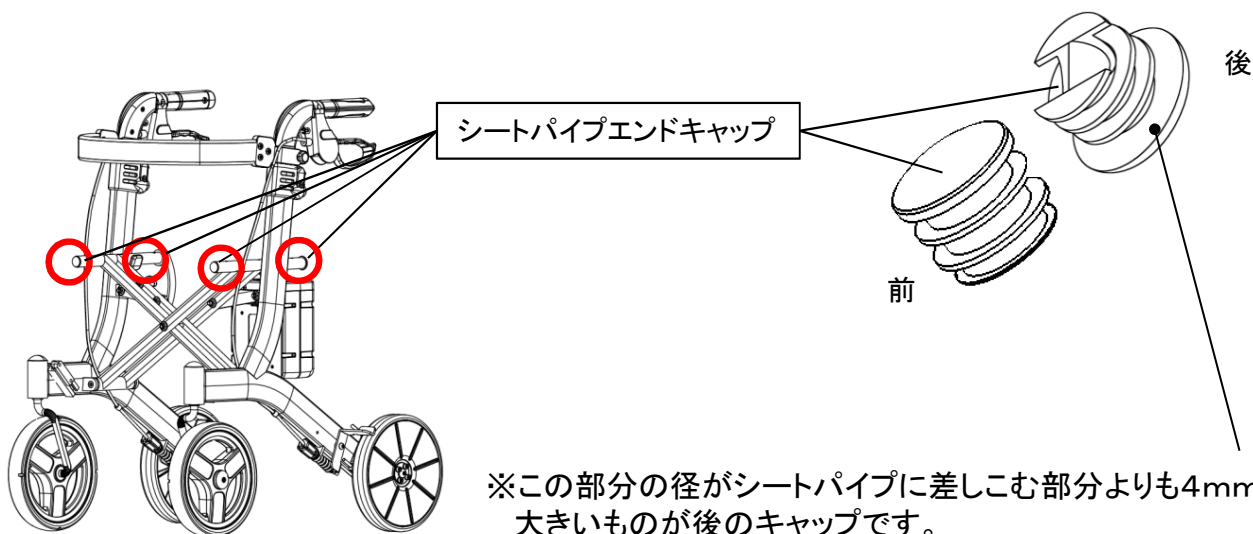 後
シートパイプエンドキャップ
前
※この部分の径がシートパイプに差しこむ部分よりも4mm
大きいものが後のキャップです。